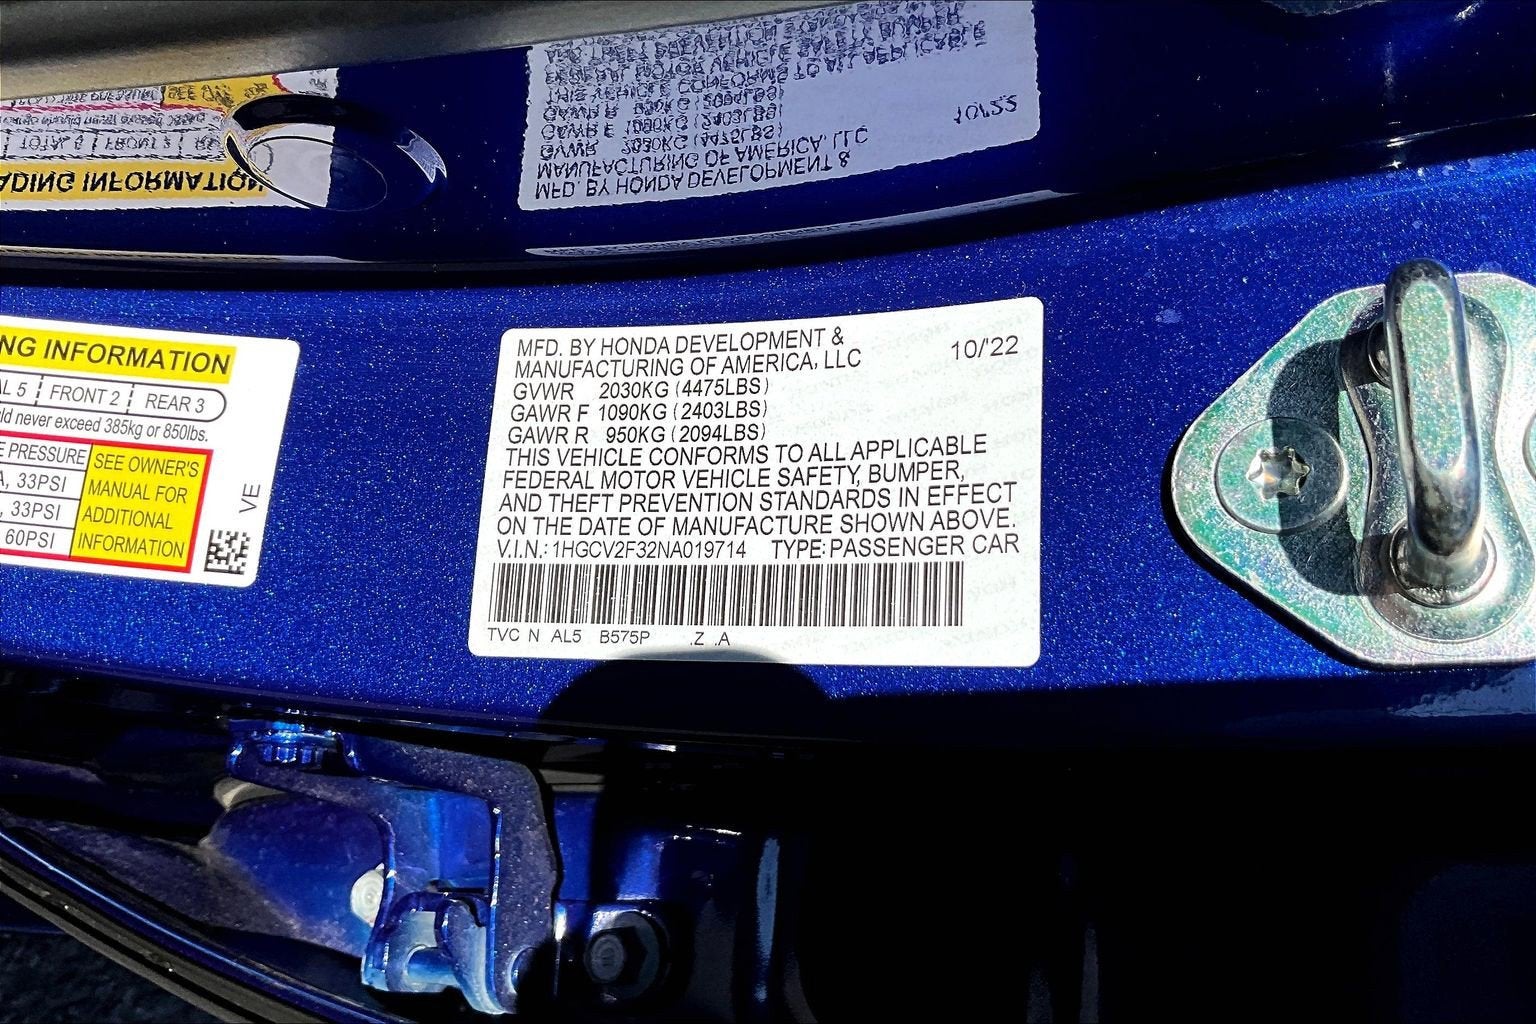 NG INFORMATION
AL 5 FRONT 2 REAR 3
ld never exceed 385kg or 850lbs.
E PRESSURE
A, 33PSI
, 33PSI
60PSI
SEE OWNER'S
MANUAL FOR
ADDITIONAL
INFORMATION
VE
MFD. BY HONDA DEVELOPMENT &
MANUFACTURING OF AMERICA, LLC
10/'22
GVWR 2030KG (4475LBS)
GAWR F 1090KG (2403LBS)
GAWR R 950KG (2094LBS)
THIS VEHICLE CONFORMS TO ALL APPLICABLE
FEDERAL MOTOR VEHICLE SAFETY, BUMPER,
AND THEFT PREVENTION STANDARDS IN EFFECT
ON THE DATE OF MANUFACTURE SHOWN ABOVE.
V.I.N.: 1HGCV2F32NA019714 TYPE: PASSENGER CAR
TVC N AL5 B575P .Z .A